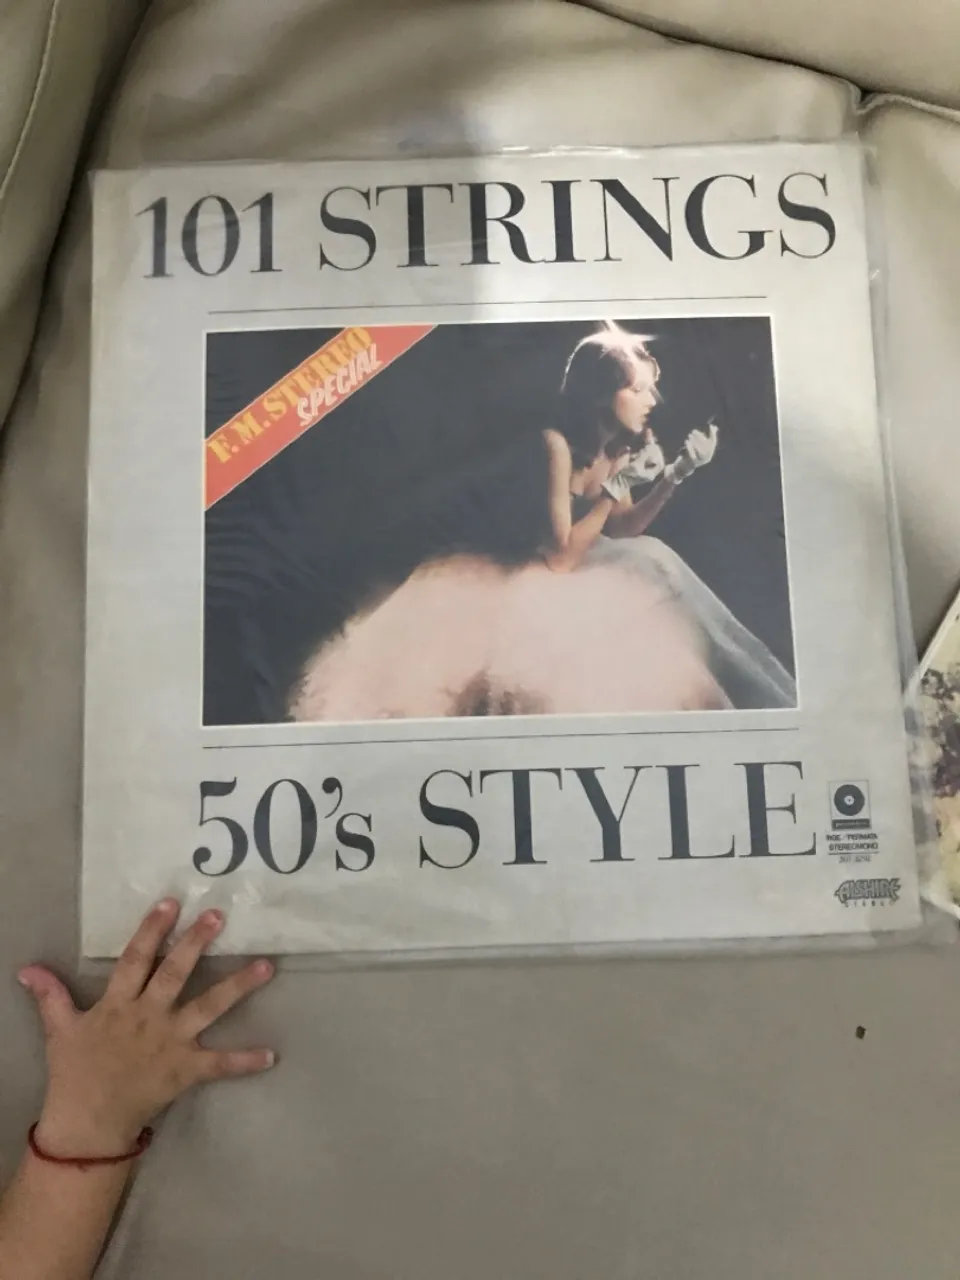 101 STRINGS
F.M. STEREO
SPECIAL
50's STYLE
STEREO/MONO
ALSHIRE